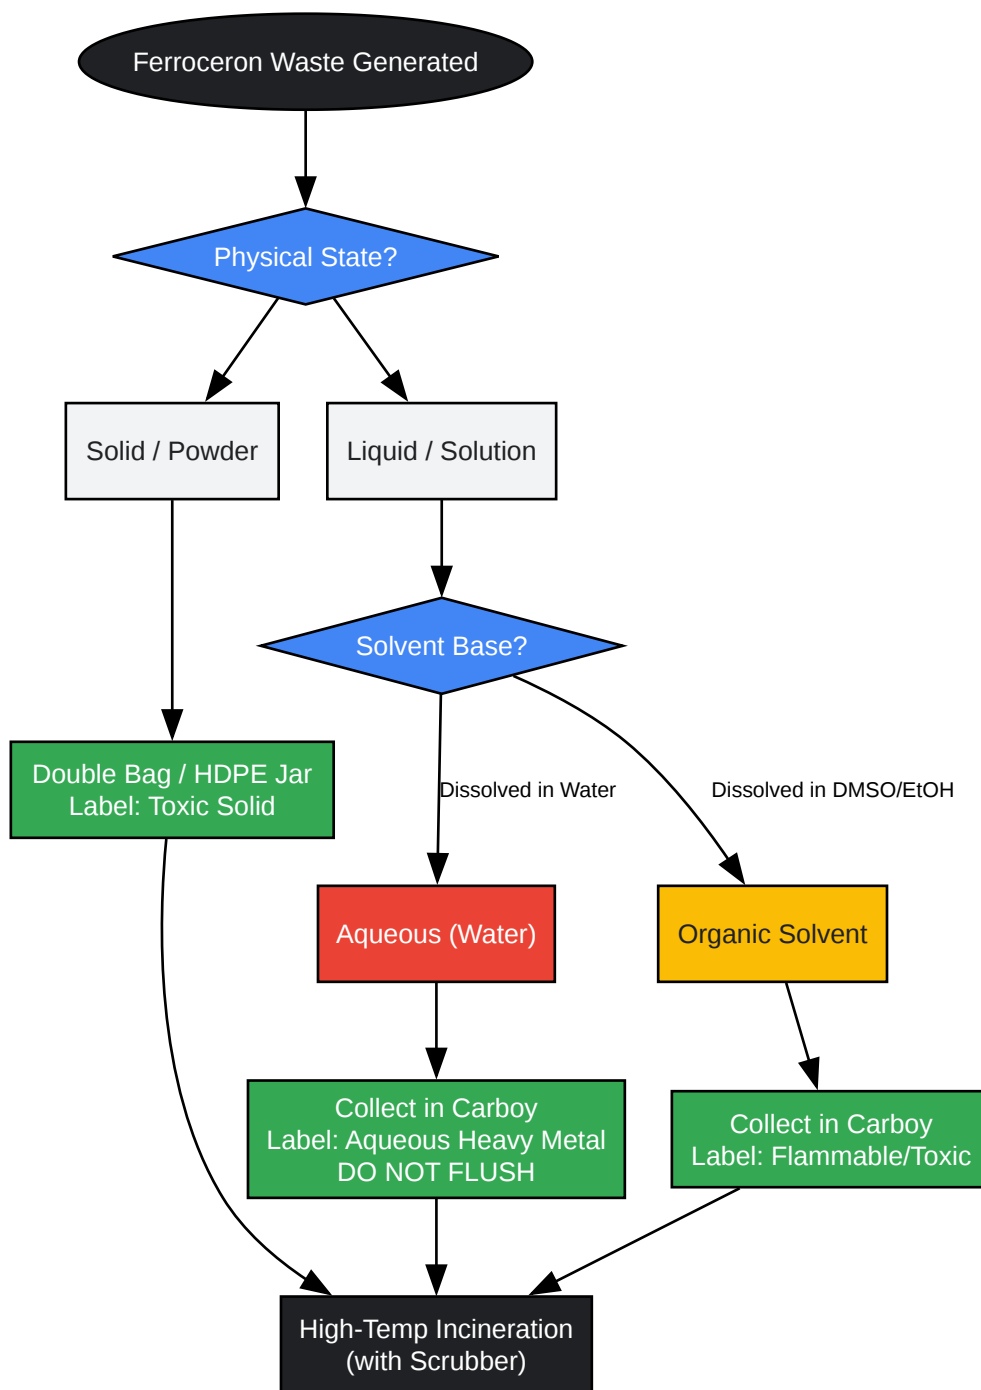 Ferroceron Waste Generated
Physical State?
Solid / Powder
Liquid / Solution
Solvent Base?
Double Bag / HDPE Jar
Label: Toxic Solid
Dissolved in Water
Dissolved in DMSO/EtOH
Aqueous (Water)
Organic Solvent
Collect in Carboy
Label: Aqueous Heavy Metal
DO NOT FLUSH
Collect in Carboy
Label: Flammable/Toxic
High-Temp Incineration
(with Scrubber)